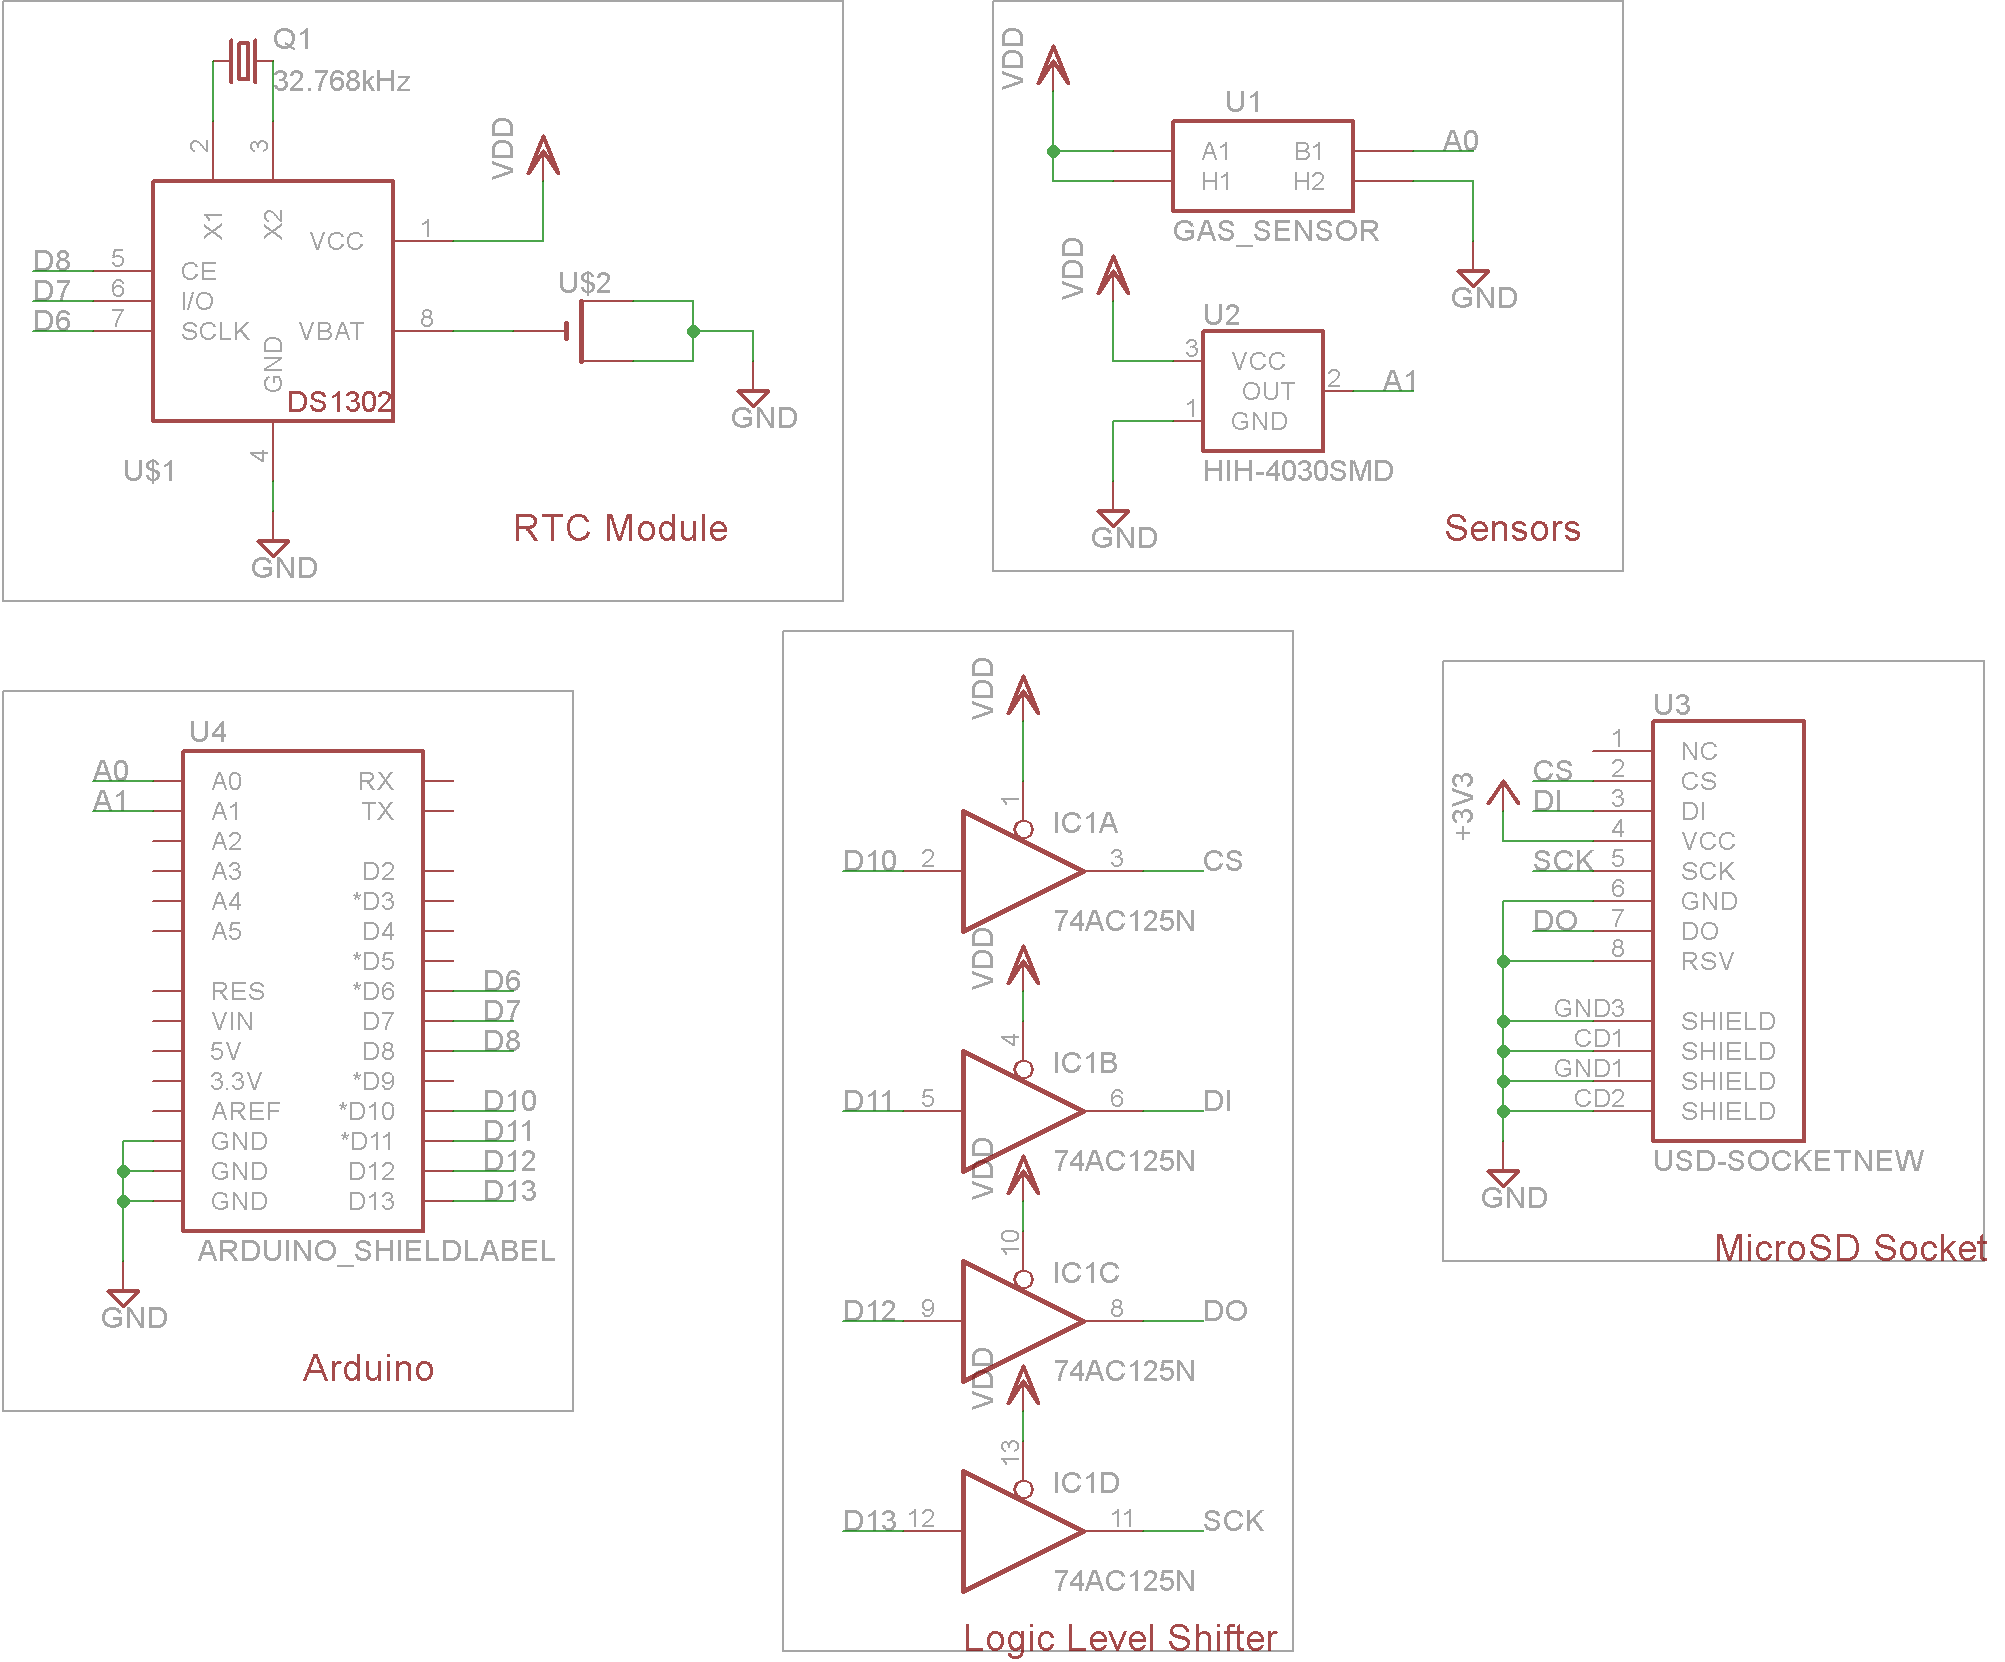 Q1
32.768kHz
2
3
VDD
X1
X2
VCC
1
D8
5
CE
D7
6
I/O
D6
7
SCLK
VBAT
8
U$2
GND
DS1302
GND
4
U$1
GND
RTC Module
VDD
U1
A1
B1
A0
H1
H2
GAS_SENSOR
GND
VDD
U2
3
VCC
OUT
2
A1
1
GND
HIH-4030SMD
GND
Sensors
U4
A0
A0
RX
A1
A1
TX
A2
A3
D2
A4
*D3
A5
D4
*D5
RES
*D6
D6
VIN
D7
D7
5V
D8
D8
3.3V
*D9
AREF
*D10
D10
GND
*D11
D11
GND
D12
D12
GND
D13
D13
ARDUINO_SHIELDLABEL
GND
Arduino
VDD
1
IC1A
D10
2
3
CS
74AC125N
VDD
4
IC1B
D11
5
6
DI
74AC125N
VDD
10
IC1C
D12
9
8
DO
74AC125N
VDD
13
IC1D
D13
12
11
SCK
74AC125N
Logic Level Shifter
U3
1
NC
CS
2
CS
+3V3
DI
3
DI
4
VCC
SCK
5
SCK
6
GND
DO
7
DO
8
RSV
GND3
SHIELD
CD1
SHIELD
GND1
SHIELD
CD2
SHIELD
USD-SOCKETNEW
GND
MicroSD Socket